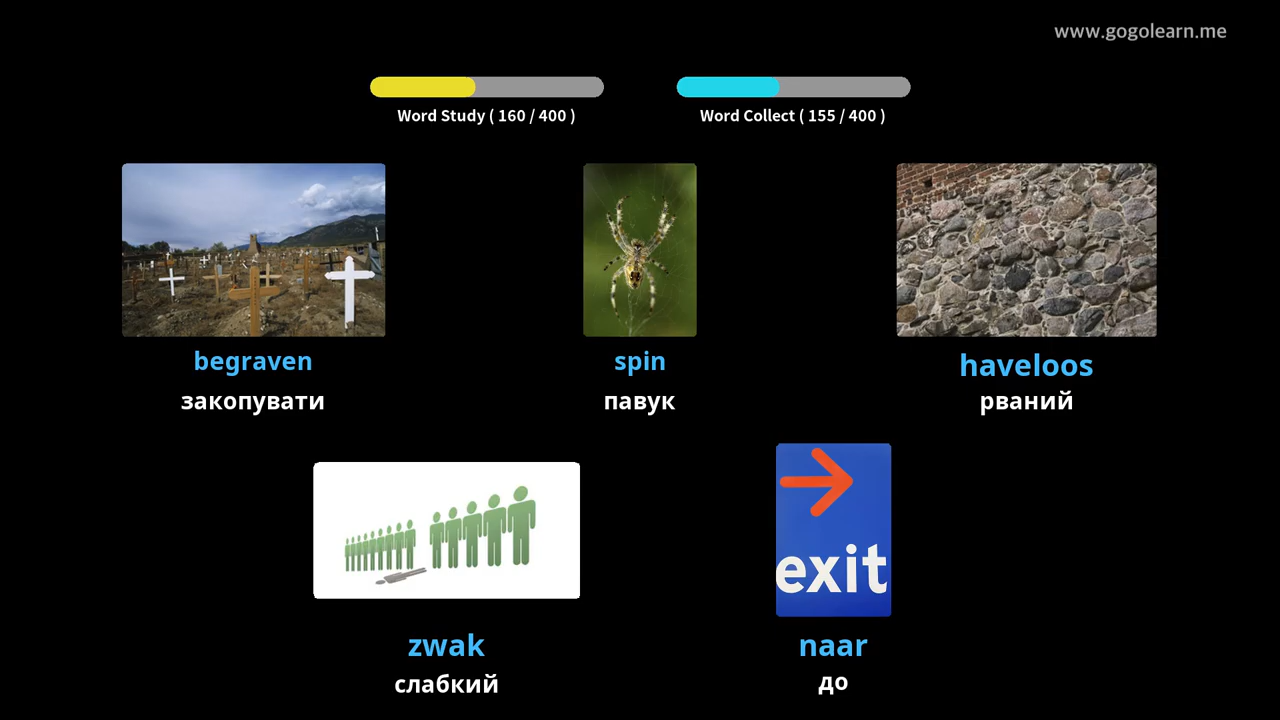 www.gogolearn.me
Word Study ( 160 / 400 )
Word Collect ( 155 / 400 )
begraven
закопувати
spin
павук
haveloos
рваний
exit
zwak
слабкий
naar
до